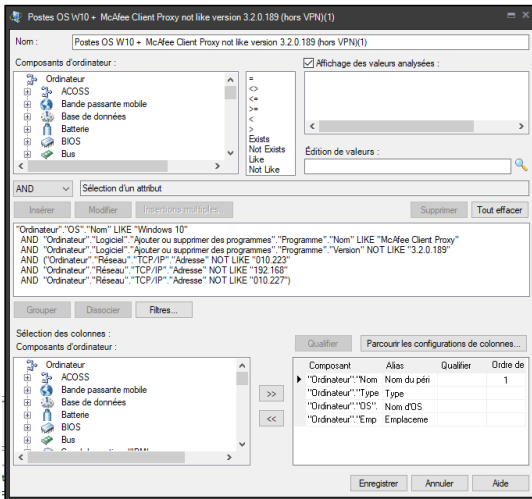 Postes OS W10 + McAfee Client Proxy not like version 3.2.0.189 (hors VPN)(1)
Nom :
Postes OS W10 + McAfee Client Proxy not like version 3.2.0.189 (hors VPN)(1)
Composants d'ordinateur :
Ordinateur
ACOSS
Bande passante mobile
Base de données
Batterie
BIOS
Bus
=
<>
<=
>=
<
>
Exists
Not Exists
Like
Not Like
Affichage des valeurs analysées :
Édition de valeurs :
AND
Sélection d'un attribut
Insérer
Modifier
Insertions multiples...
Supprimer
Tout effacer
"Ordinateur"."OS"."Nom" LIKE "Windows 10"
AND "Ordinateur"."Logiciel"."Ajouter ou supprimer des programmes"."Programme"."Nom" LIKE "McAfee Client Proxy"
AND "Ordinateur"."Logiciel"."Ajouter ou supprimer des programmes"."Programme"."Version" NOT LIKE "3.2.0.189"
AND ("Ordinateur"."Réseau"."TCP/IP"."Adresse" NOT LIKE "010.223"
AND "Ordinateur"."Réseau"."TCP/IP"."Adresse" NOT LIKE "192.168"
AND "Ordinateur"."Réseau"."TCP/IP"."Adresse" NOT LIKE "010.227")
Grouper
Dissocier
Filtres...
Sélection des colonnes :
Composants d'ordinateur :
Ordinateur
ACOSS
Bande passante mobile
Base de données
Batterie
BIOS
Bus
>>
<<
Qualifier
Parcourir les configurations de colonnes...
Composant Alias Qualifier Ordre de
"Ordinateur"."Nom Nom du péri 1
"Ordinateur"."Type Type
"Ordinateur"."OS". Nom d'OS
"Ordinateur"."Emp Emplaceme
Enregistrer
Annuler
Aide